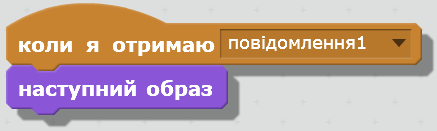 коли я отримаю повідомлення1
наступний образ